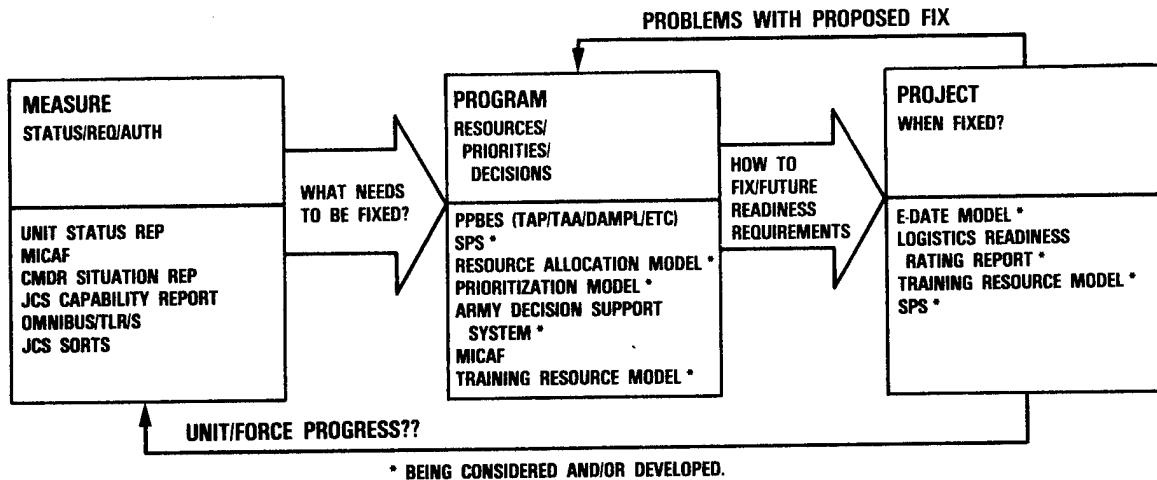 PROBLEMS WITH PROPOSED FIX
MEASURE
STATUS/REQ/AUTH
UNIT STATUS REP
MICAF
CMDR SITUATION REP
JCS CAPABILITY REPORT
OMNIBUS/TLR/S
JCS SORTS
WHAT NEEDS
TO BE FIXED?
PROGRAM
RESOURCES/
PRIORITIES/
DECISIONS
PPBES (TAP/TAA/DAMPL/ETC)
SPS *
RESOURCE ALLOCATION MODEL *
PRIORITIZATION MODEL *
ARMY DECISION SUPPORT
SYSTEM *
MICAF
TRAINING RESOURCE MODEL *
HOW TO
FIX/FUTURE
READINESS
REQUIREMENTS
PROJECT
WHEN FIXED?
E-DATE MODEL *
LOGISTICS READINESS
RATING REPORT *
TRAINING RESOURCE MODEL *
SPS *
UNIT/FORCE PROGRESS??
* BEING CONSIDERED AND/OR DEVELOPED.